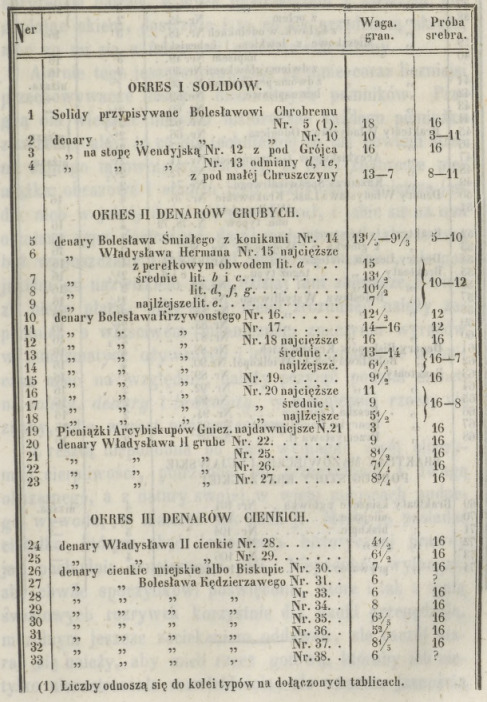 Ner Waga. gran. Próba srebra.
OKRES I SOLIDÓW.
1 Solidy przypisywane Bolesławowi Chrobremu
Nr. 5 (1). 18 16
2 denary „ „ „ Nr. 10 10 3—11
3 „ na stopę Wendyjską Nr. 12 z pod Grójca 16 16
4 „ „ „ Nr. 13 odmiany d, i e,
z pod małéj Chruszczyny 13—7 8—11
OKRES II DENARÓW GRUBYCH.
5 denary Bolesława Śmiałego z konikami Nr. 14 13⅓—9⅓ 5—10
6 „ Władysława Hermana Nr. 15 najcięższe
z perełkowym obwodem lit. a . . . 15
7 „ średnie lit. b i c. . . . . . . . . 13½
8 „ lit. d, f, g. . . . . . . . . 10½ } 10—12
9 „ najlżejsze lit. e. . . . . . . . . 7
10 denary Bolesława Krzywoustego Nr. 16. . . . . . 12½ 12
11 „ „ „ Nr. 17. . . . . . 14—16 12
12 „ „ „ Nr. 18 najcięższe 16 16
13 „ „ „ średnie . . 13—14 } 16—7
14 „ „ „ najlżejsze. 6½
15 „ „ „ Nr. 19. . . . . . 9½ 16
16 „ „ „ Nr. 20 najcięższe 11
17 „ „ „ „ średnie . . 9 } 16—8
18 „ „ „ „ najlżejsze 5½
19 Pieniążki Arcybiskupów Gniez. najdawniejsze N. 21 3 16
20 denary Władysława II grube Nr. 22. . . . . . . 9 16
21 „ „ „ „ Nr. 25. . . . . . . 8½ 16
22 „ „ „ „ Nr. 26. . . . . . . 7¼ 16
23 „ „ „ „ Nr. 27. . . . . . . 8¾ 16
OKRES III DENARÓW CIENKICH.
24 denary Władysława II cienkie Nr. 28. . . . . . . 4½ 16
25 „ „ „ „ Nr. 29. . . . . . . 6½ 16
26 denary cienkie miejskie albo Biskupie Nr. 30. . 7 16
27 „ „ Bolesława Kędzierzawego Nr. 31. . 6 ?
28 „ „ „ „ Nr 33. . 6 16
29 „ „ „ „ Nr. 34. . 8 16
30 „ „ „ „ Nr. 35. . 6⅗ 16
31 „ „ „ „ Nr. 36. . 5⅗ 16
32 „ „ „ „ Nr. 37. . 8½ 16
33 „ „ „ „ Nr. 38. . 6 ?
(1) Liczby odnoszą się do kolei typów na dołączonych tablicach.